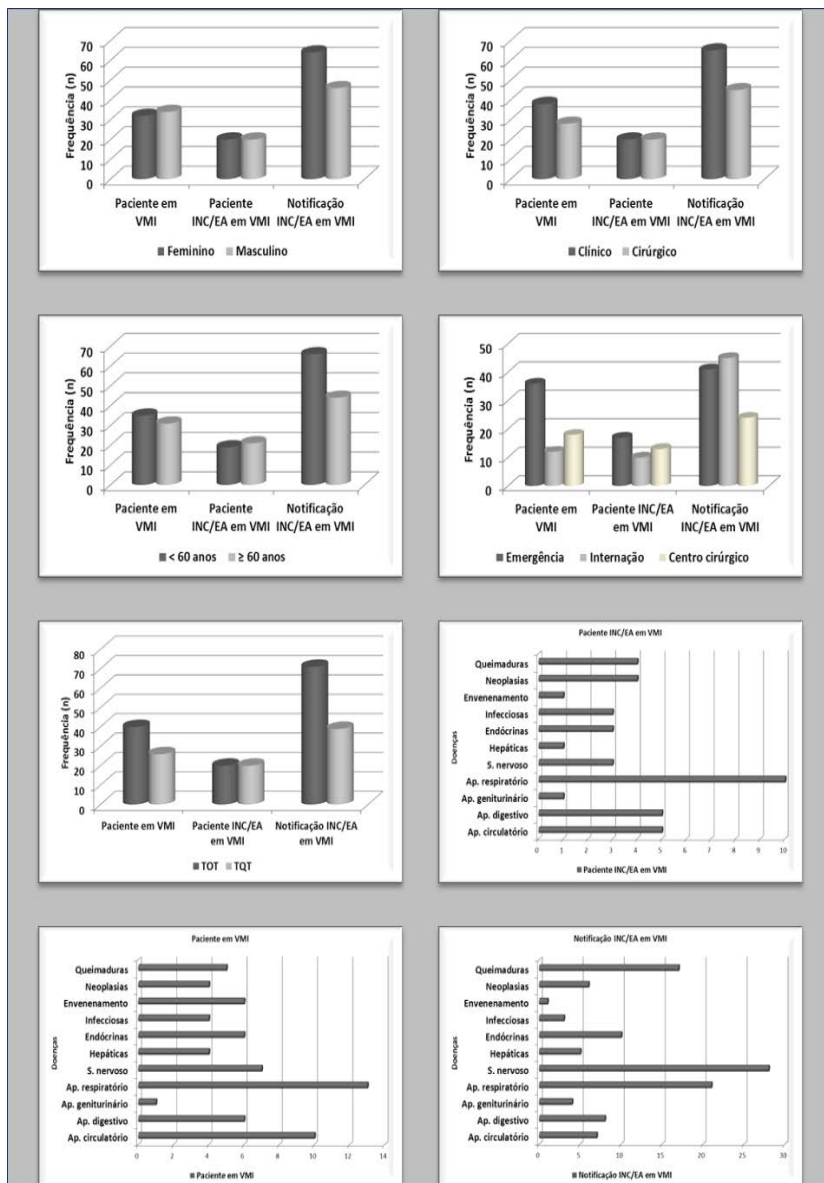 Frequência (n)
70
60
50
40
30
20
10
0
Paciente em VMI
Paciente INC/EA em VMI
Notificação INC/EA em VMI
Feminino Masculino
Frequência (n)
70
60
50
40
30
20
10
0
Paciente em VMI
Paciente INC/EA em VMI
Notificação INC/EA em VMI
Clínico Cirúrgico
Frequência (n)
70
60
50
40
30
20
10
0
Paciente em VMI
Paciente INC/EA em VMI
Notificação INC/EA em VMI
< 60 anos ≥ 60 anos
Frequência (n)
50
40
30
20
10
0
Paciente em VMI
Paciente INC/EA em VMI
Notificação INC/EA em VMI
Emergência Internação Centro cirúrgico
Frequência (n)
80
70
60
50
40
30
20
10
0
Paciente em VMI
Paciente INC/EA em VMI
Notificação INC/EA em VMI
TOT TQT
Paciente INC/EA em VMI
Doenças
Queimaduras
Neoplasias
Envenenamento
Infecciosas
Endócrinas
Hepáticas
S. nervoso
Ap. respiratório
Ap. geniturinário
Ap. digestivo
Ap. circulatório
0 1 2 3 4 5 6 7 8 9 10
Paciente INC/EA em VMI
Paciente em VMI
Doenças
Queimaduras
Neoplasias
Envenenamento
Infecciosas
Endócrinas
Hepáticas
S. nervoso
Ap. respiratório
Ap. geniturinário
Ap. digestivo
Ap. circulatório
0 2 4 6 8 10 12 14
Paciente em VMI
Notificação INC/EA em VMI
Doenças
Queimaduras
Neoplasias
Envenenamento
Infecciosas
Endócrinas
Hepáticas
S. nervoso
Ap. respiratório
Ap. geniturinário
Ap. digestivo
Ap. circulatório
0 5 10 15 20 25 30
Notificação INC/EA em VMI